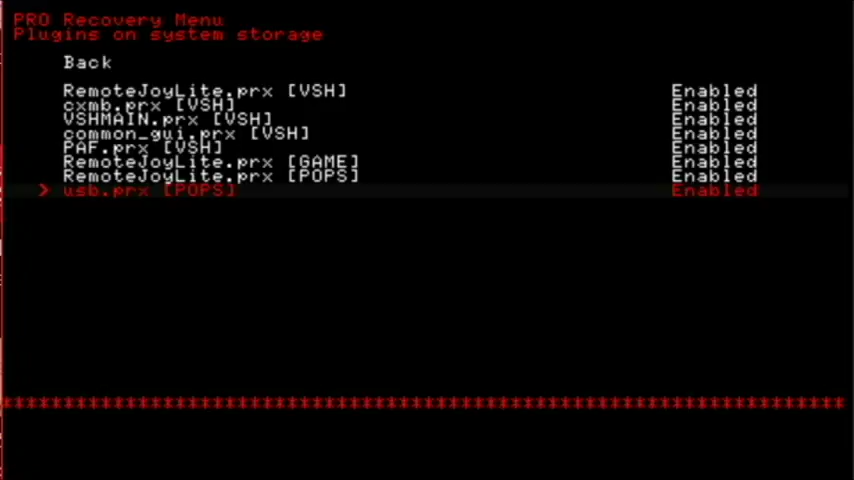 PRO Recovery Menu
Plugins on system storage
Back
RemoteJoyLite.prx [VSH] Enabled
cxmb.prx [VSH] Enabled
VSHMAIN.prx [VSH] Enabled
common_gui.prx [VSH] Enabled
PAF.prx [VSH] Enabled
RemoteJoyLite.prx [GAME] Enabled
RemoteJoyLite.prx [POPS] Enabled
> usb.prx [POPS] Enabled
**********************************************************************